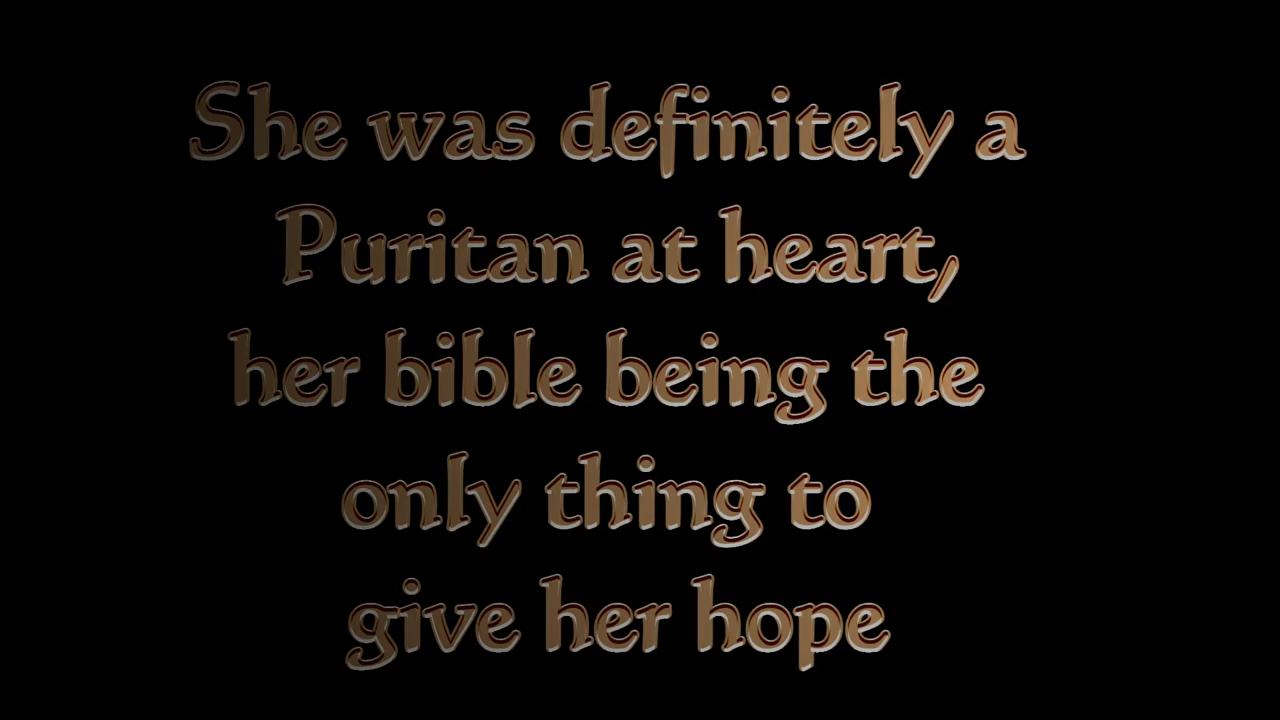 She was definitely a
Puritan at heart,
her bible being the
only thing to
give her hope